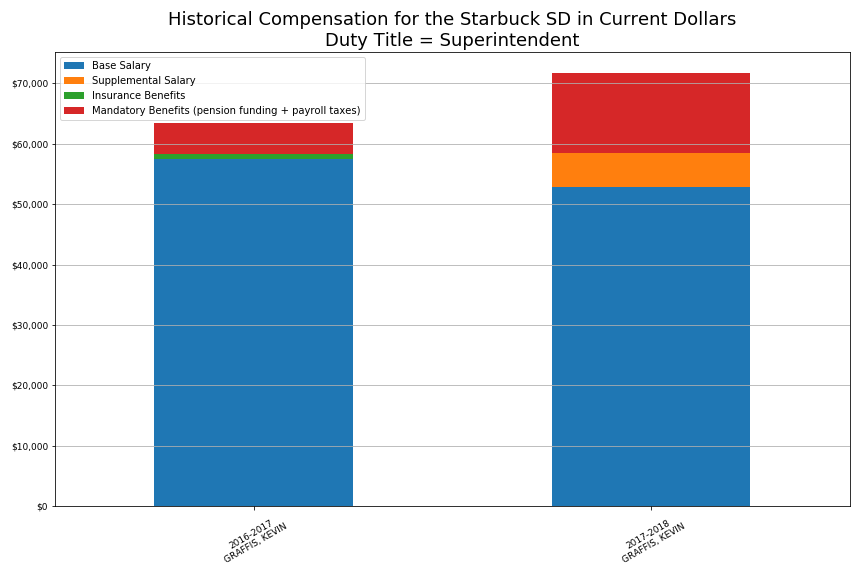 Historical Compensation for the Starbuck SD in Current Dollars
Duty Title = Superintendent
Base Salary
Supplemental Salary
Insurance Benefits
Mandatory Benefits (pension funding + payroll taxes)
$70,000
$60,000
$50,000
$40,000
$30,000
$20,000
$10,000
$0
2016-2017
GRAFFIS, KEVIN
2017-2018
GRAFFIS, KEVIN